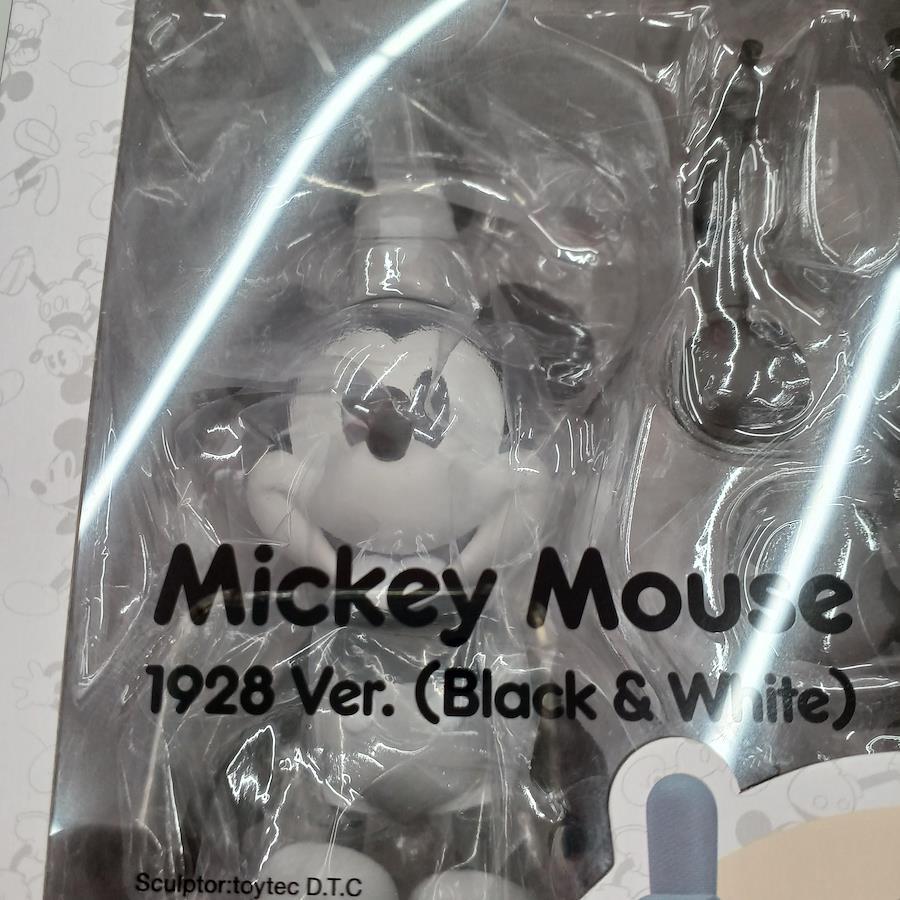 Mickey Mouse
1928 Ver. (Black & White)
Sculptor:toytec D.T.C